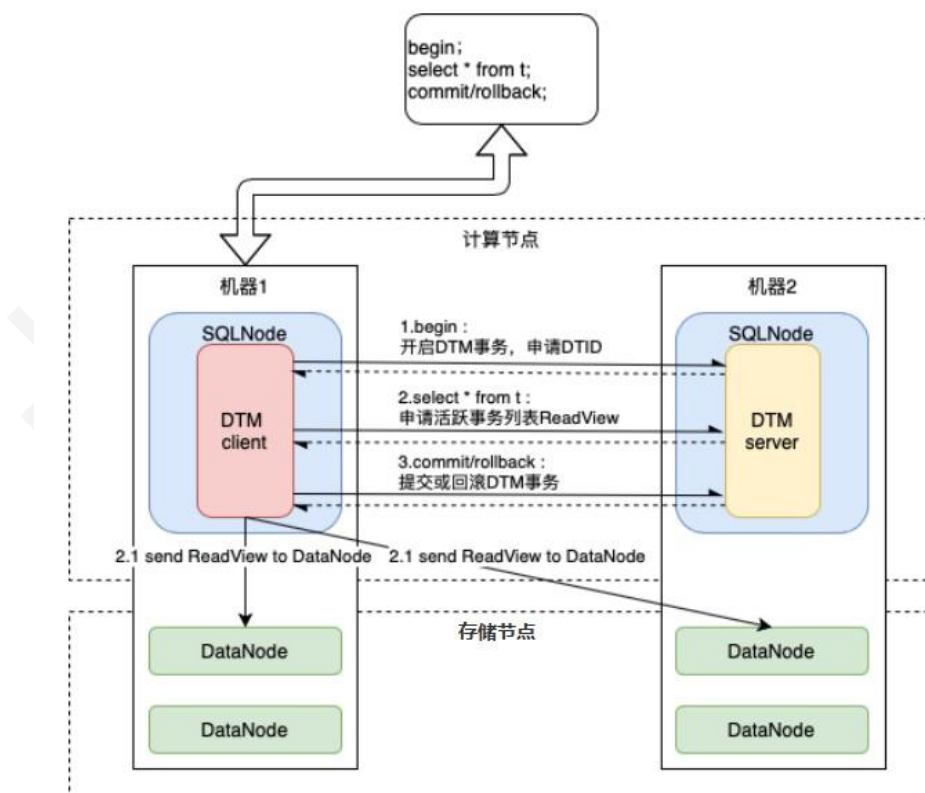 begin；
select * from t;
commit/rollback;
计算节点
机器1
机器2
SQLNode
SQLNode
1.begin :
开启DTM事务，申请DTID
2.select * from t :
申请活跃事务列表ReadView
DTM
client
DTM
server
3.commit/rollback :
提交或回滚DTM事务
2.1 send ReadView to DataNode
2.1 send ReadView to DataNode
存储节点
DataNode
DataNode
DataNode
DataNode